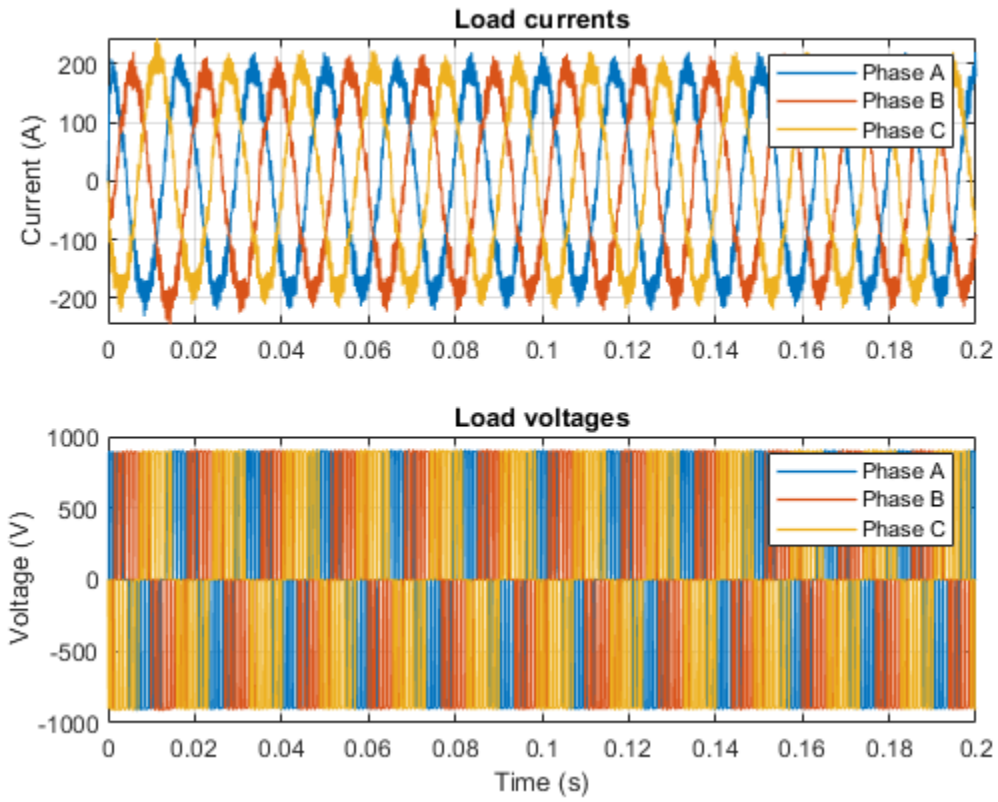 Load currents
Current (A)
200
100
0
-100
-200
Phase A
Phase B
Phase C
0 0.02 0.04 0.06 0.08 0.1 0.12 0.14 0.16 0.18 0.2
Load voltages
Voltage (V)
1000
500
0
-500
-1000
Phase A
Phase B
Phase C
0 0.02 0.04 0.06 0.08 0.1 0.12 0.14 0.16 0.18 0.2
Time (s)